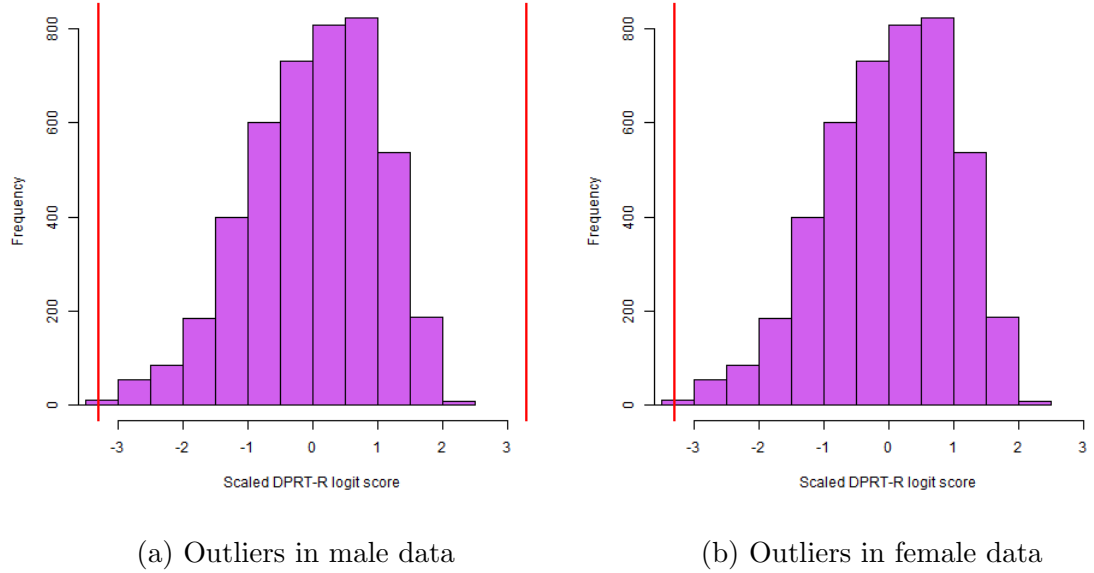 800
600
400
200
0
Frequency
-3 -2 -1 0 1 2 3
Scaled DPRT-R logit score
(a) Outliers in male data
800
600
400
200
0
Frequency
-3 -2 -1 0 1 2 3
Scaled DPRT-R logit score
(b) Outliers in female data